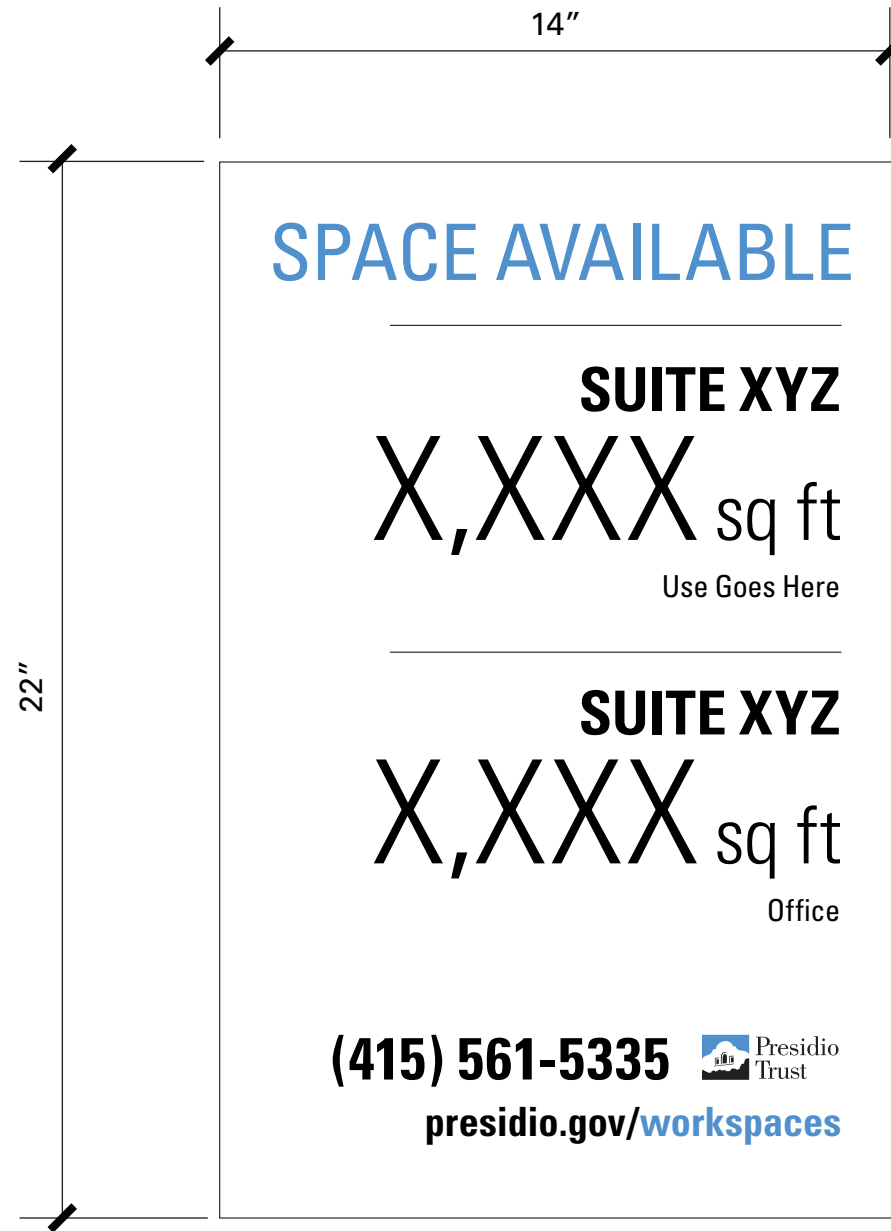 14″
22″
SPACE AVAILABLE
SUITE XYZ
X,XXX sq ft
Use Goes Here
SUITE XYZ
X,XXX sq ft
Office
(415) 561-5335
Presidio
Trust
presidio.gov/workspaces